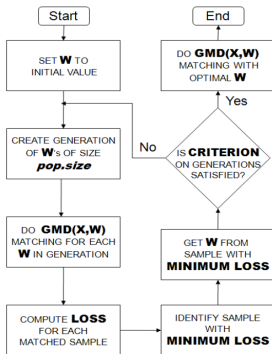 Start
SET W TO
INITIAL VALUE
CREATE GENERATION
OF W's OF SIZE
pop.size
DO GMD(X,W)
MATCHING FOR EACH
W IN GENERATION
COMPUTE LOSS
FOR EACH
MATCHED SAMPLE
IDENTIFY SAMPLE
WITH
MINIMUM LOSS
GET W FROM
SAMPLE WITH
MINIMUM LOSS
IS CRITERION
ON GENERATIONS
SATISFIED?
No
Yes
DO GMD(X,W)
MATCHING WITH
OPTIMAL W
End